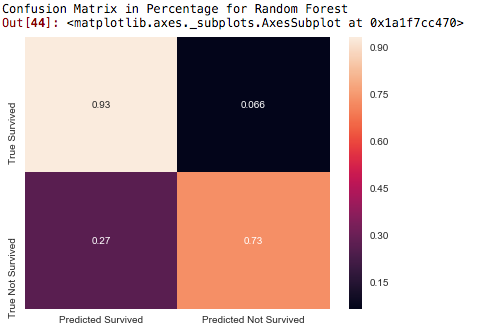 Confusion Matrix in Percentage for Random Forest
Out[44]: <matplotlib.axes._subplots.AxesSubplot at 0x1a1f7cc470>
True Survived
0.93
0.066
True Not Survived
0.27
0.73
Predicted Survived
Predicted Not Survived
0.90
0.75
0.60
0.45
0.30
0.15